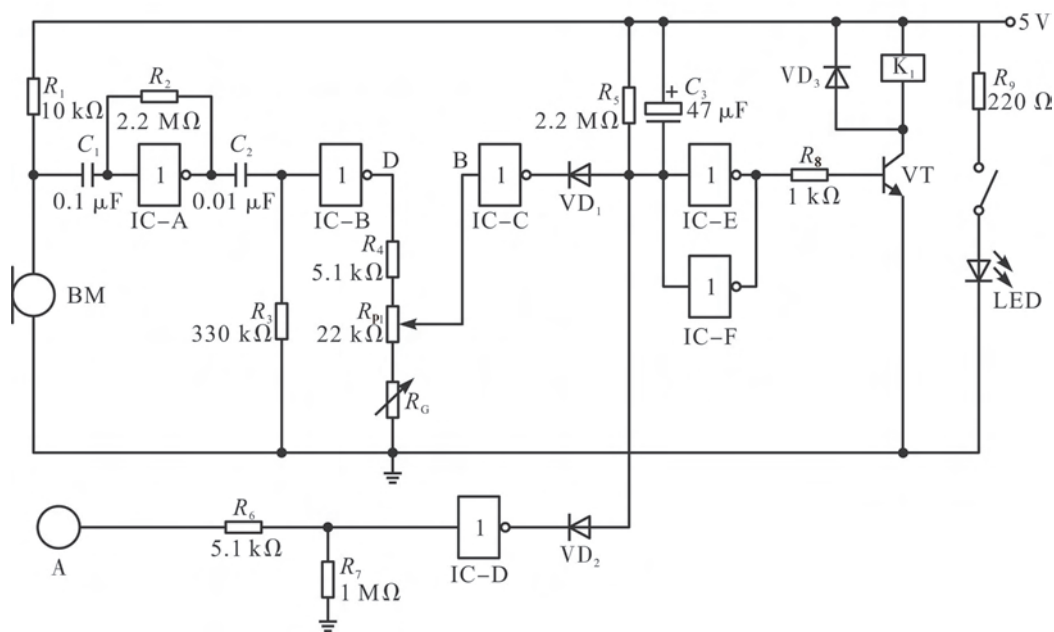 5 V
R₁
10 kΩ
R₂
2.2 MΩ
C₁
0.1 μF
1
IC-A
C₂
0.01 μF
1
IC-B
D
B
1
IC-C
VD₁
R₅
2.2 MΩ
+ C₃
47 μF
1
IC-E
1
IC-F
R₈
1 kΩ
VD₃
K₁
VT
R₉
220 Ω
LED
BM
R₃
330 kΩ
R₄
5.1 kΩ
R_P1
22 kΩ
R_G
A
R₆
5.1 kΩ
R₇
1 MΩ
1
IC-D
VD₂